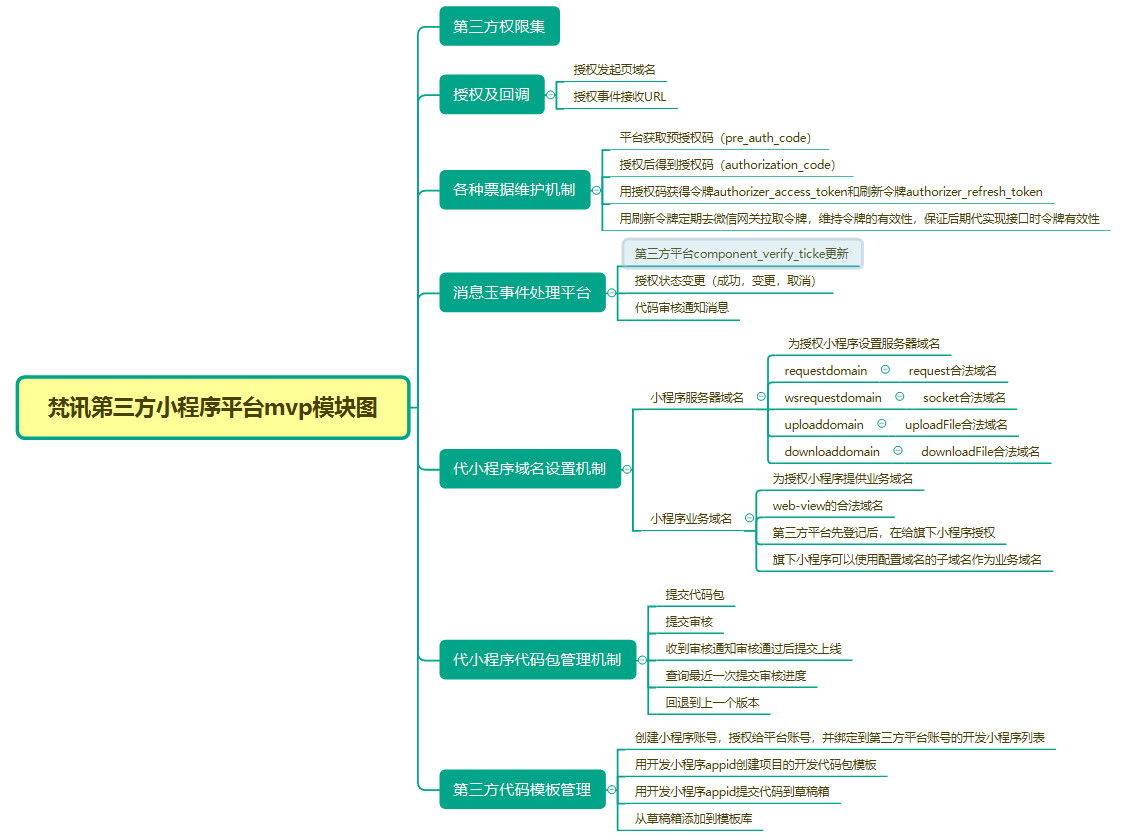 第三方权限集
授权及回调
授权发起页域名
授权事件接收URL
各种票据维护机制
平台获取预授权码（pre_auth_code）
授权后得到授权码（authorization_code）
用授权码获得令牌authorizer_access_token和刷新令牌authorizer_refresh_token
用刷新令牌定期去微信网关拉取令牌，维持令牌的有效性，保证后期代实现接口时令牌有效性
消息玉事件处理平台
第三方平台component_verify_ticke更新
授权状态变更（成功，变更，取消）
代码审核通知消息
梵讯第三方小程序平台mvp模块图
代小程序域名设置机制
小程序服务器域名
为授权小程序设置服务器域名
requestdomain request合法域名
wsrequestdomain socket合法域名
uploaddomain uploadFile合法域名
downloaddomain downloadFile合法域名
小程序业务域名
为授权小程序提供业务域名
web-view的合法域名
第三方平台先登记后，在给旗下小程序授权
旗下小程序可以使用配置域名的子域名作为业务域名
代小程序代码包管理机制
提交代码包
提交审核
收到审核通知审核通过后提交上线
查询最近一次提交审核进度
回退到上一个版本
第三方代码模板管理
创建小程序账号，授权给平台账号，并绑定到第三方平台账号的开发小程序列表
用开发小程序appid创建项目的开发代码包模板
用开发小程序appid提交代码到草稿箱
从草稿箱添加到模板库